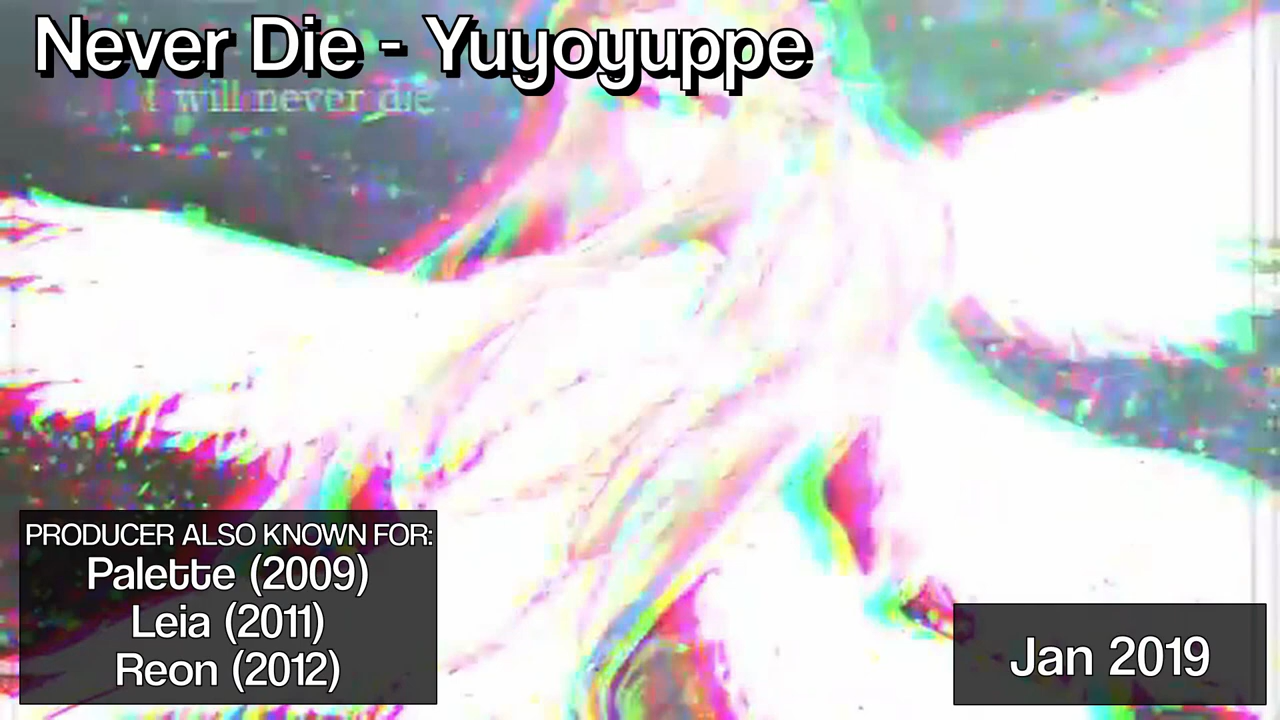 Never Die - Yuyoyuppe
I will never die
PRODUCER ALSO KNOWN FOR:
Palette (2009)
Leia (2011)
Reon (2012)
Jan 2019